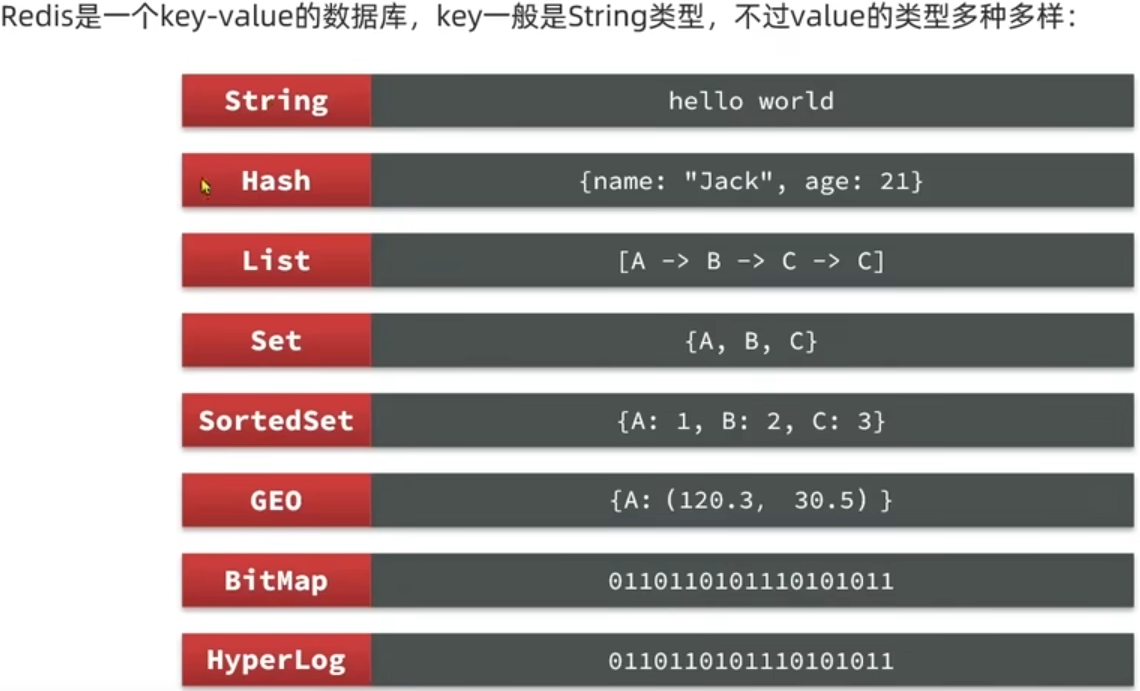 Redis是一个key-value的数据库，key一般是String类型，不过value的类型多种多样：
String hello world
Hash {name: "Jack", age: 21}
List [A -> B -> C -> C]
Set {A, B, C}
SortedSet {A: 1, B: 2, C: 3}
GEO {A: (120.3, 30.5) }
BitMap 0110110101110101011
HyperLog 0110110101110101011